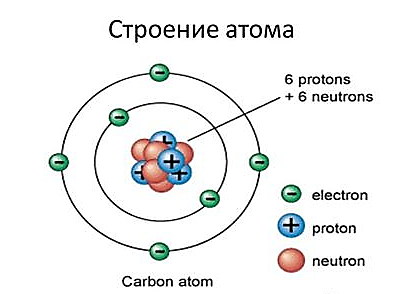 Строение атома
6 protons
+ 6 neutrons
electron
proton
neutron
Carbon atom